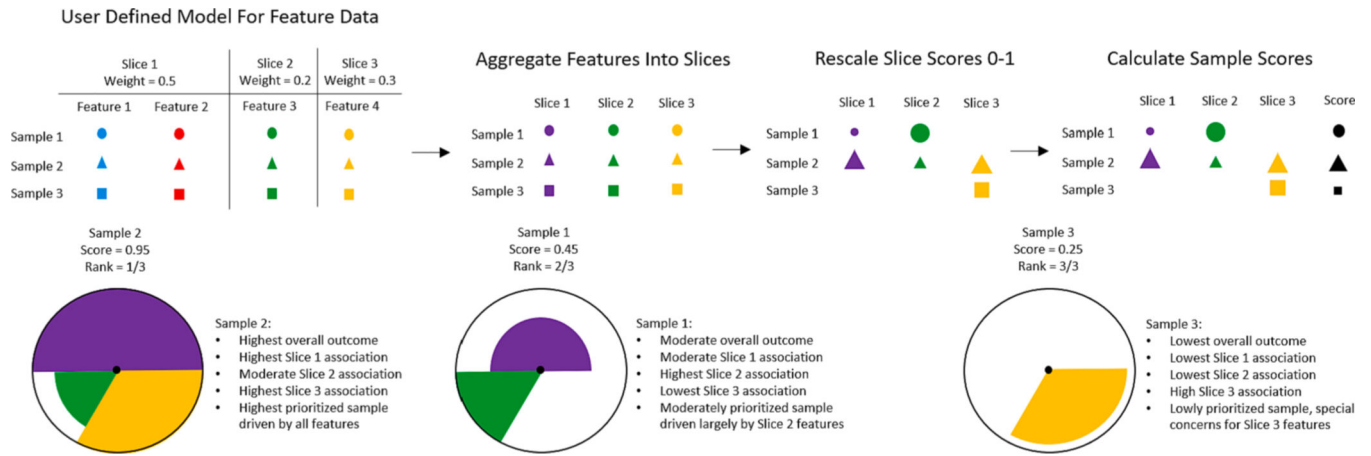 User Defined Model For Feature Data
Slice 1
Weight = 0.5
Slice 2
Weight = 0.2
Slice 3
Weight = 0.3
Feature 1
Feature 2
Feature 3
Feature 4
Sample 1
Sample 2
Sample 3
Aggregate Features Into Slices
Slice 1
Slice 2
Slice 3
Sample 1
Sample 2
Sample 3
Rescale Slice Scores 0-1
Slice 1
Slice 2
Slice 3
Sample 1
Sample 2
Sample 3
Calculate Sample Scores
Slice 1
Slice 2
Slice 3
Score
Sample 1
Sample 2
Sample 3
Sample 2
Score = 0.95
Rank = 1/3
Sample 2:
• Highest overall outcome
• Highest Slice 1 association
• Moderate Slice 2 association
• Highest Slice 3 association
• Highest prioritized sample
driven by all features
Sample 1
Score = 0.45
Rank = 2/3
Sample 1:
• Moderate overall outcome
• Moderate Slice 1 association
• Highest Slice 2 association
• Lowest Slice 3 association
• Moderately prioritized sample
driven largely by Slice 2 features
Sample 3
Score = 0.25
Rank = 3/3
Sample 3:
• Lowest overall outcome
• Lowest Slice 1 association
• Lowest Slice 2 association
• High Slice 3 association
• Lowly prioritized sample, special
concerns for Slice 3 features